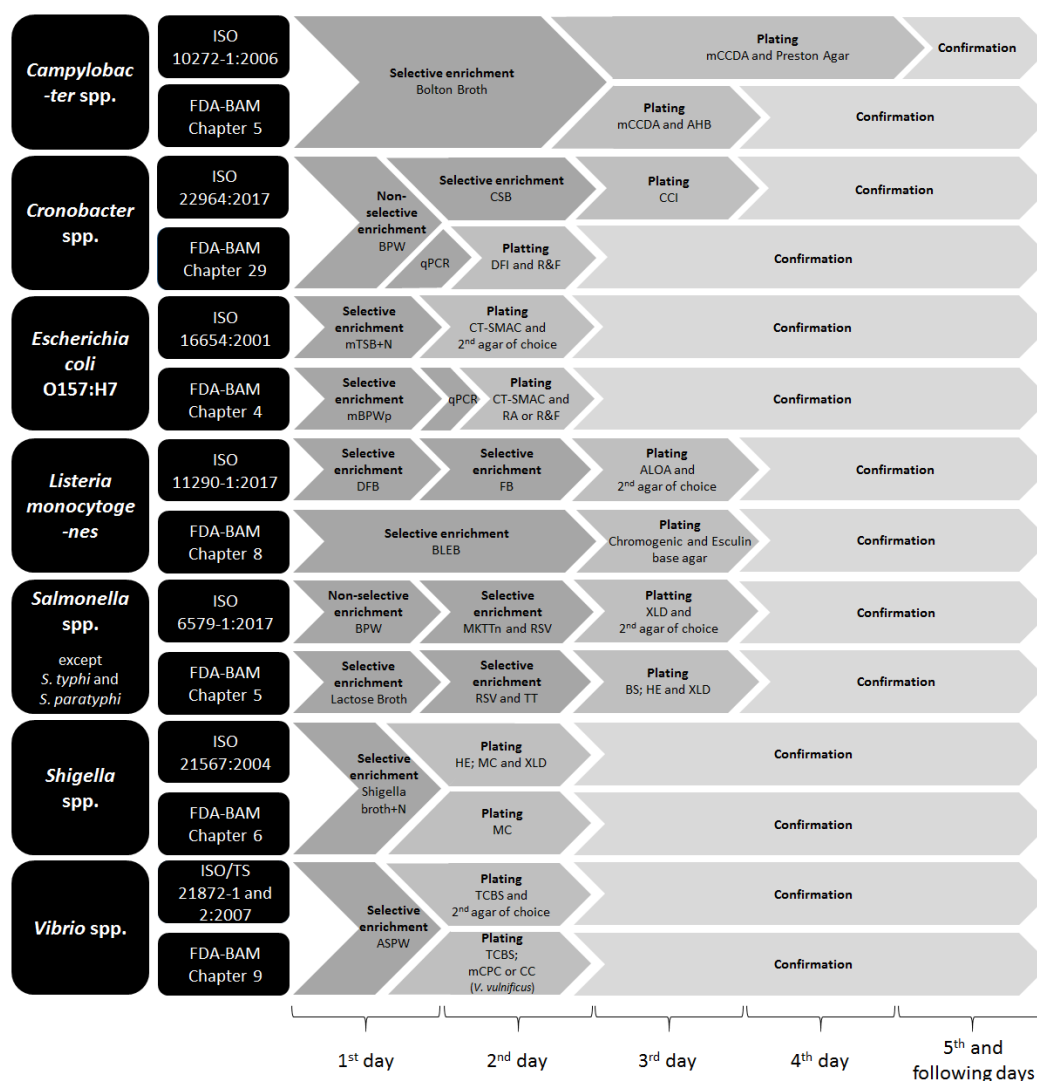 Campylobac
-ter spp.
ISO
10272-1:2006
Selective enrichment
Bolton Broth
Plating
mCCDA and Preston Agar
Confirmation
FDA-BAM
Chapter 5
Plating
mCCDA and AHB
Confirmation
Cronobacter
spp.
ISO
22964:2017
Non-
selective
enrichment
BPW
Selective enrichment
CSB
Plating
CCI
Confirmation
FDA-BAM
Chapter 29
qPCR
Platting
DFI and R&F
Confirmation
Escherichia
coli
O157:H7
ISO
16654:2001
Selective
enrichment
mTSB+N
Plating
CT-SMAC and
2nd agar of choice
Confirmation
FDA-BAM
Chapter 4
Selective
enrichment
mBPWp
qPCR
Plating
CT-SMAC and
RA or R&F
Confirmation
Listeria
monocytoge
-nes
ISO
11290-1:2017
Selective
enrichment
DFB
Selective
enrichment
FB
Plating
ALOA and
2nd agar of choice
Confirmation
FDA-BAM
Chapter 8
Selective enrichment
BLEB
Plating
Chromogenic and Esculin
base agar
Confirmation
Salmonella
spp.
except
S. typhi and
S. paratyphi
ISO
6579-1:2017
Non-selective
enrichment
BPW
Selective
enrichment
MKTTn and RSV
Platting
XLD and
2nd agar of choice
Confirmation
FDA-BAM
Chapter 5
Selective
enrichment
Lactose Broth
Selective
enrichment
RSV and TT
Plating
BS; HE and XLD
Confirmation
Shigella
spp.
ISO
21567:2004
Selective
enrichment
Shigella
broth+N
Plating
HE; MC and XLD
Confirmation
FDA-BAM
Chapter 6
Plating
MC
Confirmation
Vibrio spp.
ISO/TS
21872-1 and
2:2007
Selective
enrichment
ASPW
Plating
TCBS and
2nd agar of choice
Confirmation
FDA-BAM
Chapter 9
Plating
TCBS;
mCPC or CC
(V. vulnificus)
Confirmation
1st day
2nd day
3rd day
4th day
5th and
following days